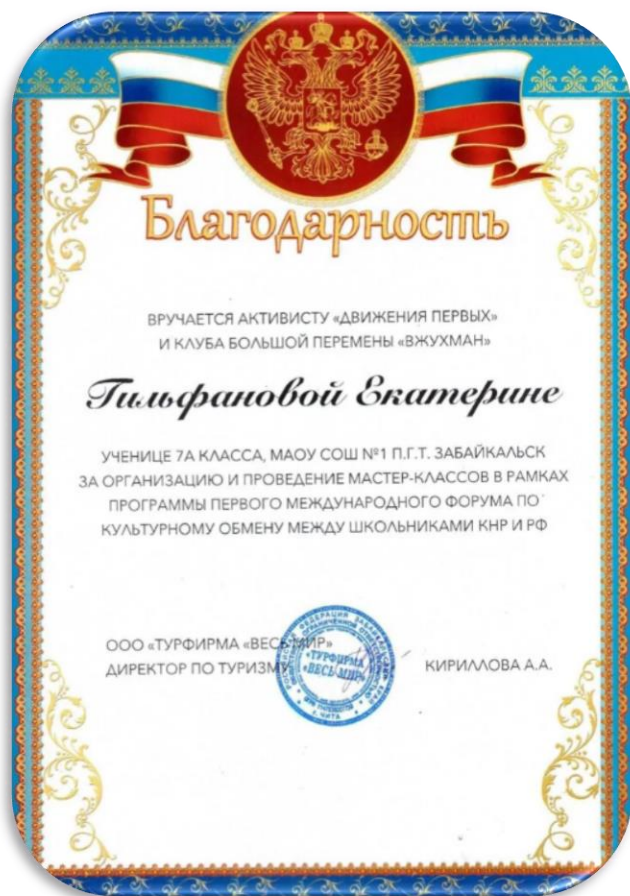 Благодарность
ВРУЧАЕТСЯ АКТИВИСТУ «ДВИЖЕНИЯ ПЕРВЫХ»
И КЛУБА БОЛЬШОЙ ПЕРЕМЕНЫ «ВЖУХМАН»
Гильфановой Екатерине
УЧЕНИЦЕ 7А КЛАССА, МАОУ СОШ №1 П.Г.Т. ЗАБАЙКАЛЬСК
ЗА ОРГАНИЗАЦИЮ И ПРОВЕДЕНИЕ МАСТЕР-КЛАССОВ В РАМКАХ
ПРОГРАММЫ ПЕРВОГО МЕЖДУНАРОДНОГО ФОРУМА ПО
КУЛЬТУРНОМУ ОБМЕНУ МЕЖДУ ШКОЛЬНИКАМИ КНР И РФ
ООО «ТУРФИРМА «ВЕСЬ МИР»
ДИРЕКТОР ПО ТУРИЗМУ
КИРИЛЛОВА А.А.
«ТУРФИРМА
«ВЕСЬ МИР»
г. ЧИТА